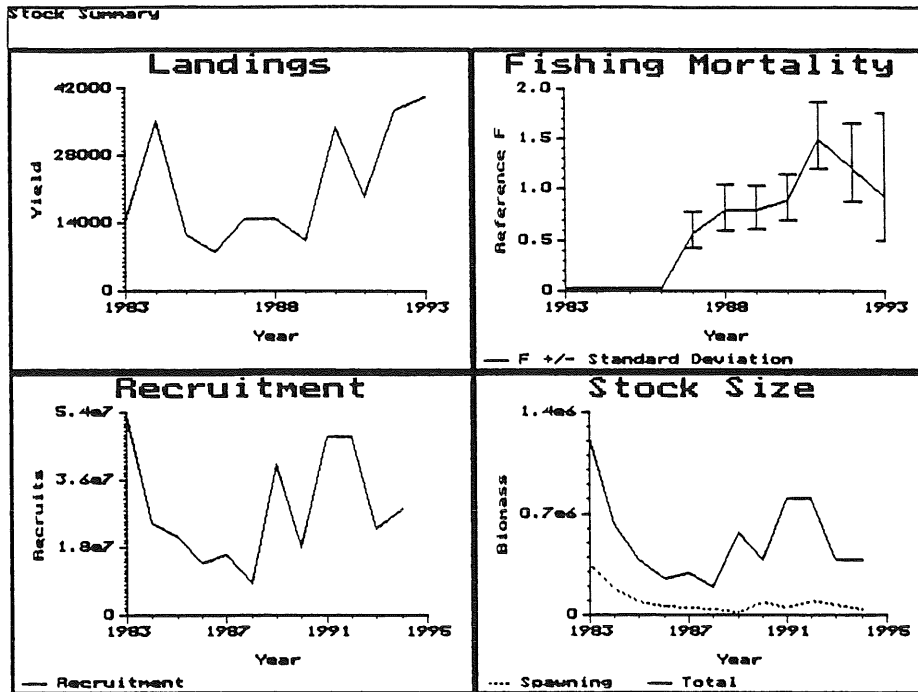 Stock Summary
Landings
42000
28000
14000
0
Yield
1983 1988 1993
Year
Fishing Mortality
2.0
1.5
1.0
0.5
0
Reference F
1983 1988 1993
Year
F +/- Standard Deviation
Recruitment
5.4e7
3.6e7
1.8e7
0
Recruits
1983 1987 1991 1995
Year
Recruitment
Stock Size
1.4e6
0.7e6
0
Biomass
1983 1987 1991 1995
Year
Spawning Total